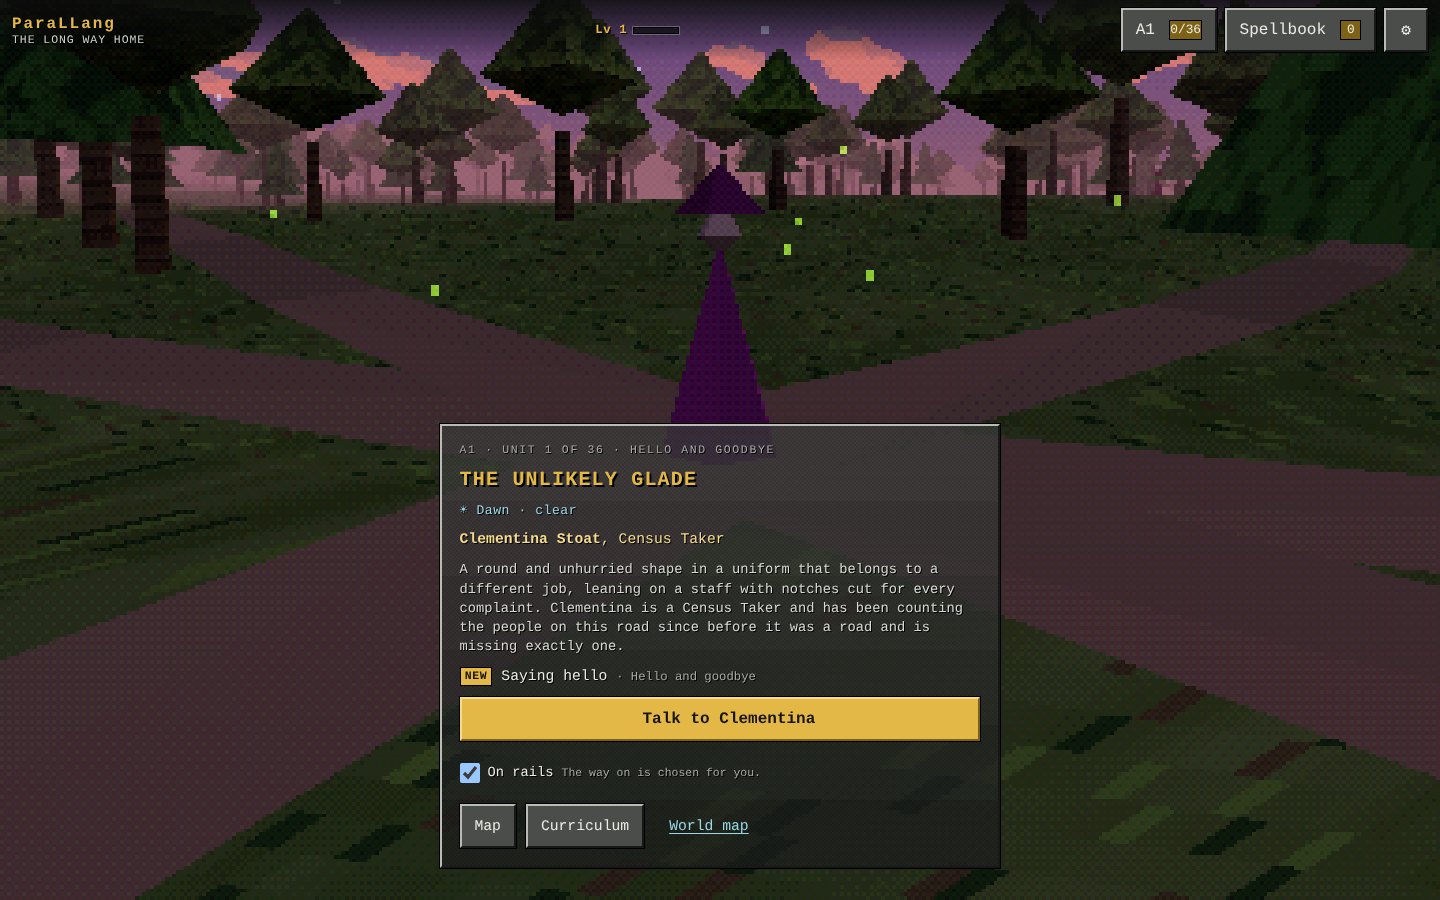 ParaLLang
THE LONG WAY HOME
Lv 1
A1 0/36
Spellbook 0
⚙
A1 · UNIT 1 OF 36 · HELLO AND GOODBYE
THE UNLIKELY GLADE
☀ Dawn · clear
Clementina Stoat, Census Taker
A round and unhurried shape in a uniform that belongs to a
different job, leaning on a staff with notches cut for every
complaint. Clementina is a Census Taker and has been counting
the people on this road since before it was a road and is
missing exactly one.
NEW Saying hello · Hello and goodbye
Talk to Clementina
On rails The way on is chosen for you.
Map
Curriculum
World map